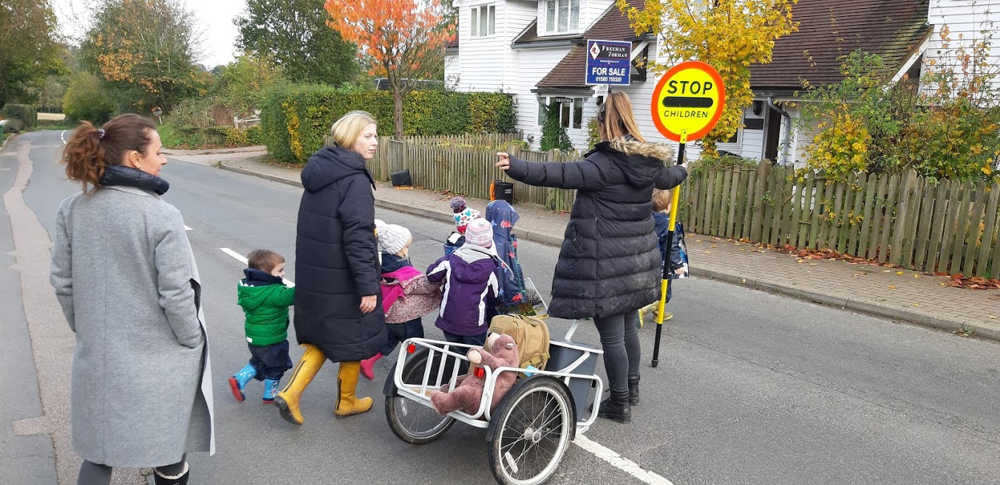 FREEMAN
FORMAN
FOR SALE
01580 755320
STOP
CHILDREN